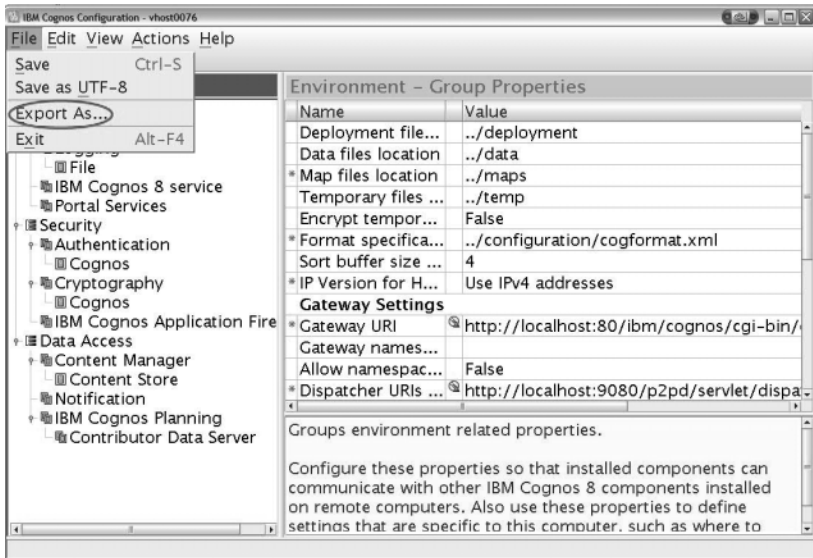 IBM Cognos Configuration - vhost0076
File Edit View Actions Help
Save Ctrl-S
Save as UTF-8
Export As...
Exit Alt-F4
File
IBM Cognos 8 service
Portal Services
Security
Authentication
Cognos
Cryptography
Cognos
IBM Cognos Application Fire
Data Access
Content Manager
Content Store
Notification
IBM Cognos Planning
Contributor Data Server
Environment - Group Properties
Name Value
Deployment file... ../deployment
Data files location ../data
* Map files location ../maps
Temporary files ... ../temp
Encrypt tempor... False
* Format specifica... ../configuration/cogformat.xml
Sort buffer size ... 4
* IP Version for H... Use IPv4 addresses
Gateway Settings
* Gateway URI http://localhost:80/ibm/cognos/cgi-bin/
Gateway names...
Allow namespac... False
* Dispatcher URIs ... http://localhost:9080/p2pd/servlet/dispa
Groups environment related properties.
Configure these properties so that installed components can
communicate with other IBM Cognos 8 components installed
on remote computers. Also use these properties to define
settings that are specific to this computer, such as where to